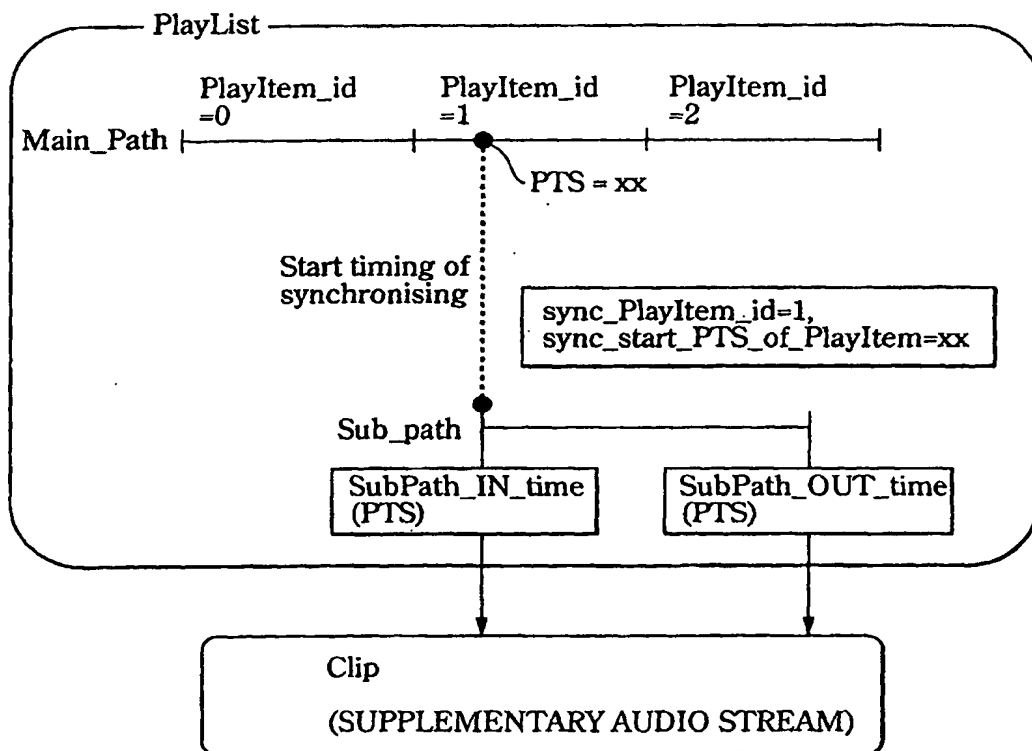 PlayList
PlayItem_id
=0
PlayItem_id
=1
PlayItem_id
=2
Main_Path
PTS = xx
Start timing of
synchronising
sync_PlayItem_id=1,
sync_start_PTS_of_PlayItem=xx
Sub_path
SubPath_IN_time
(PTS)
SubPath_OUT_time
(PTS)
Clip
(SUPPLEMENTARY AUDIO STREAM)